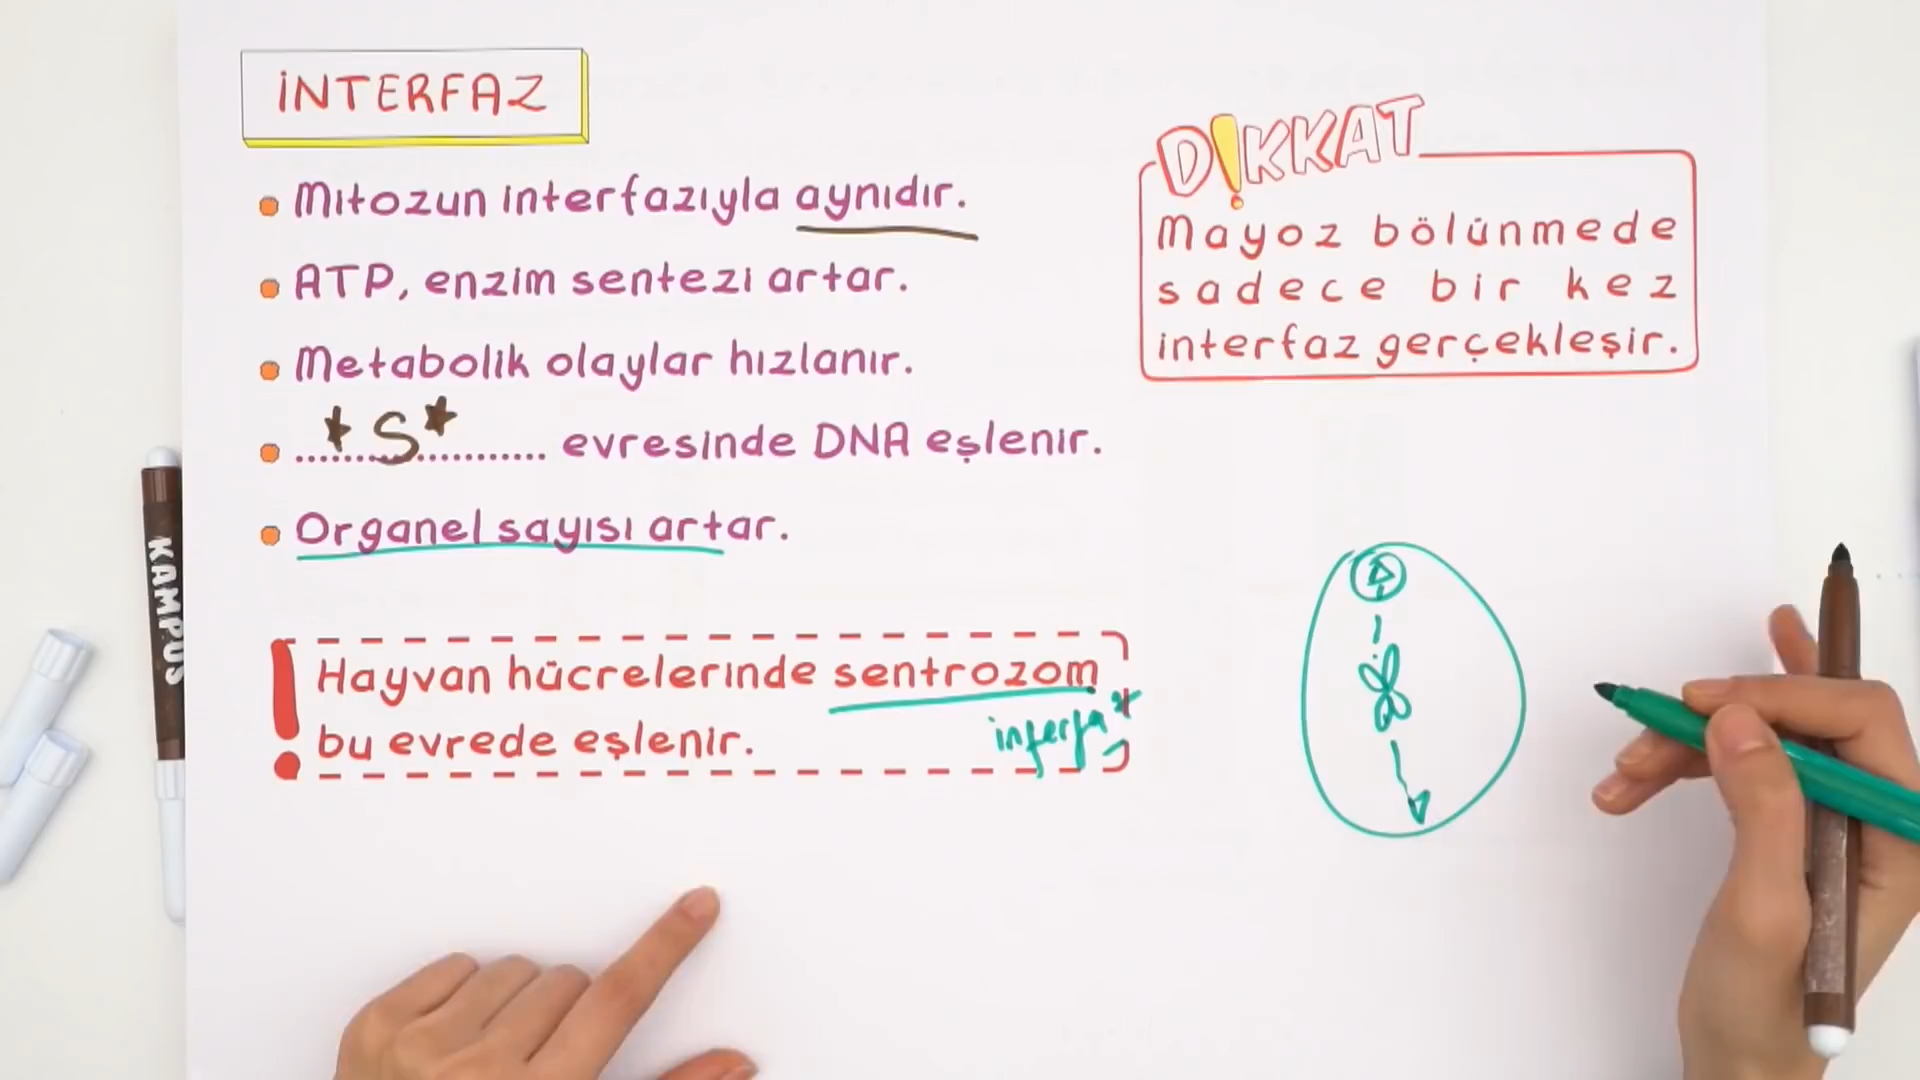 İNTERFAZ
Mitozun interfazıyla aynıdır.
ATP, enzim sentezi artar.
Metabolik olaylar hızlanır.
*S*.................... evresinde DNA eşlenir.
Organel sayısı artar.
! Hayvan hücrelerinde sentrozom
bu evrede eşlenir.
interfaz
DİKKAT
Mayoz bölünmede
sadece bir kez
interfaz gerçekleşir.
KAMPUS